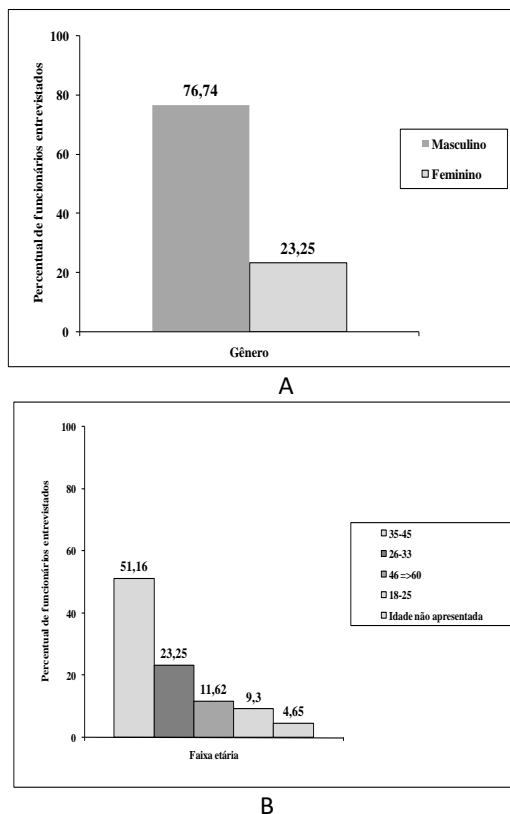 Percentual de funcionários entrevistados
100
80
60
40
20
0
76,74
23,25
Gênero
Masculino
Feminino
A
Percentual de funcionários entrevistados
100
80
60
40
20
0
51,16
23,25
11,62
9,3
4,65
Faixa etária
35-45
26-33
46 =>60
18-25
Idade não apresentada
B